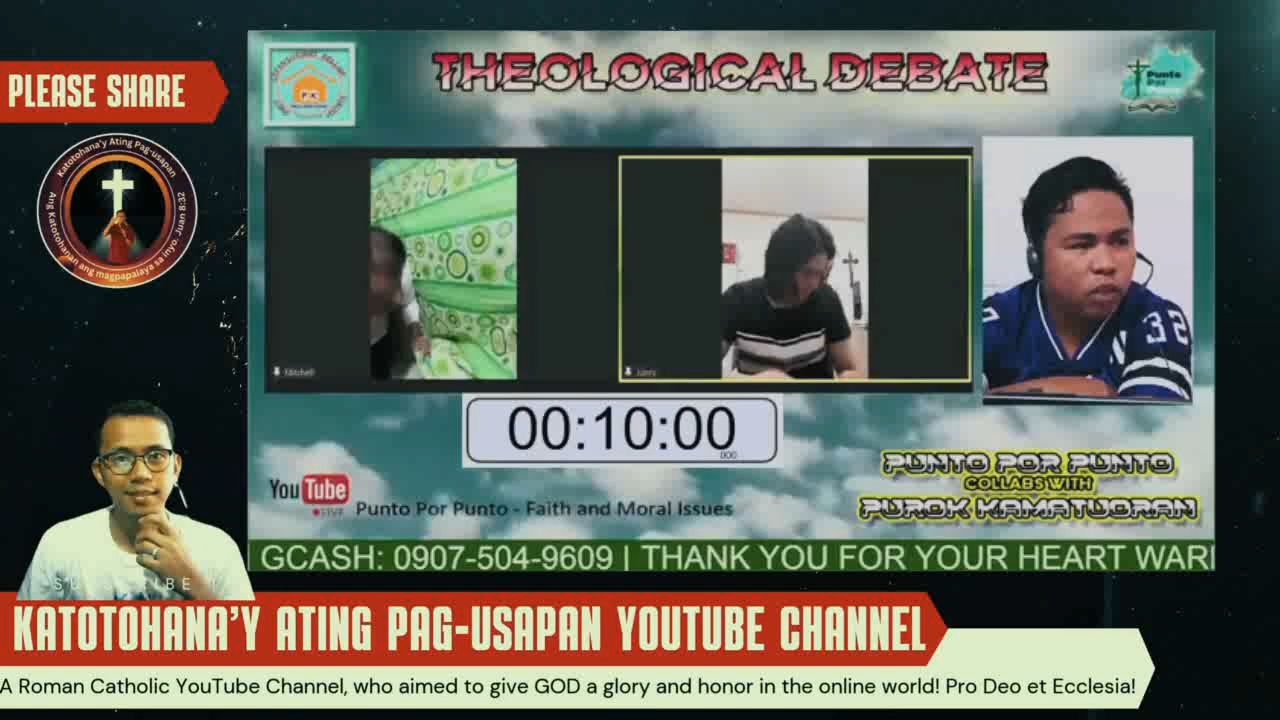 PLEASE SHARE
Katotohana'y Ating Pag-usapan
Ang Katotohanan ang magpapalaya sa inyo. Juan 8:32
THEOLOGICAL DEBATE
Punto
Por
00:10:00
000
YouTube
LIVE
Punto Por Punto - Faith and Moral Issues
PUNTO POR PUNTO
COLLABS WITH
PUROK KAMATUORAN
32
GCASH: 0907-504-9609 | THANK YOU FOR YOUR HEART WAR
KATOTOHANA'Y ATING PAG-USAPAN YOUTUBE CHANNEL
A Roman Catholic YouTube Channel, who aimed to give GOD a glory and honor in the online world! Pro Deo et Ecclesia!